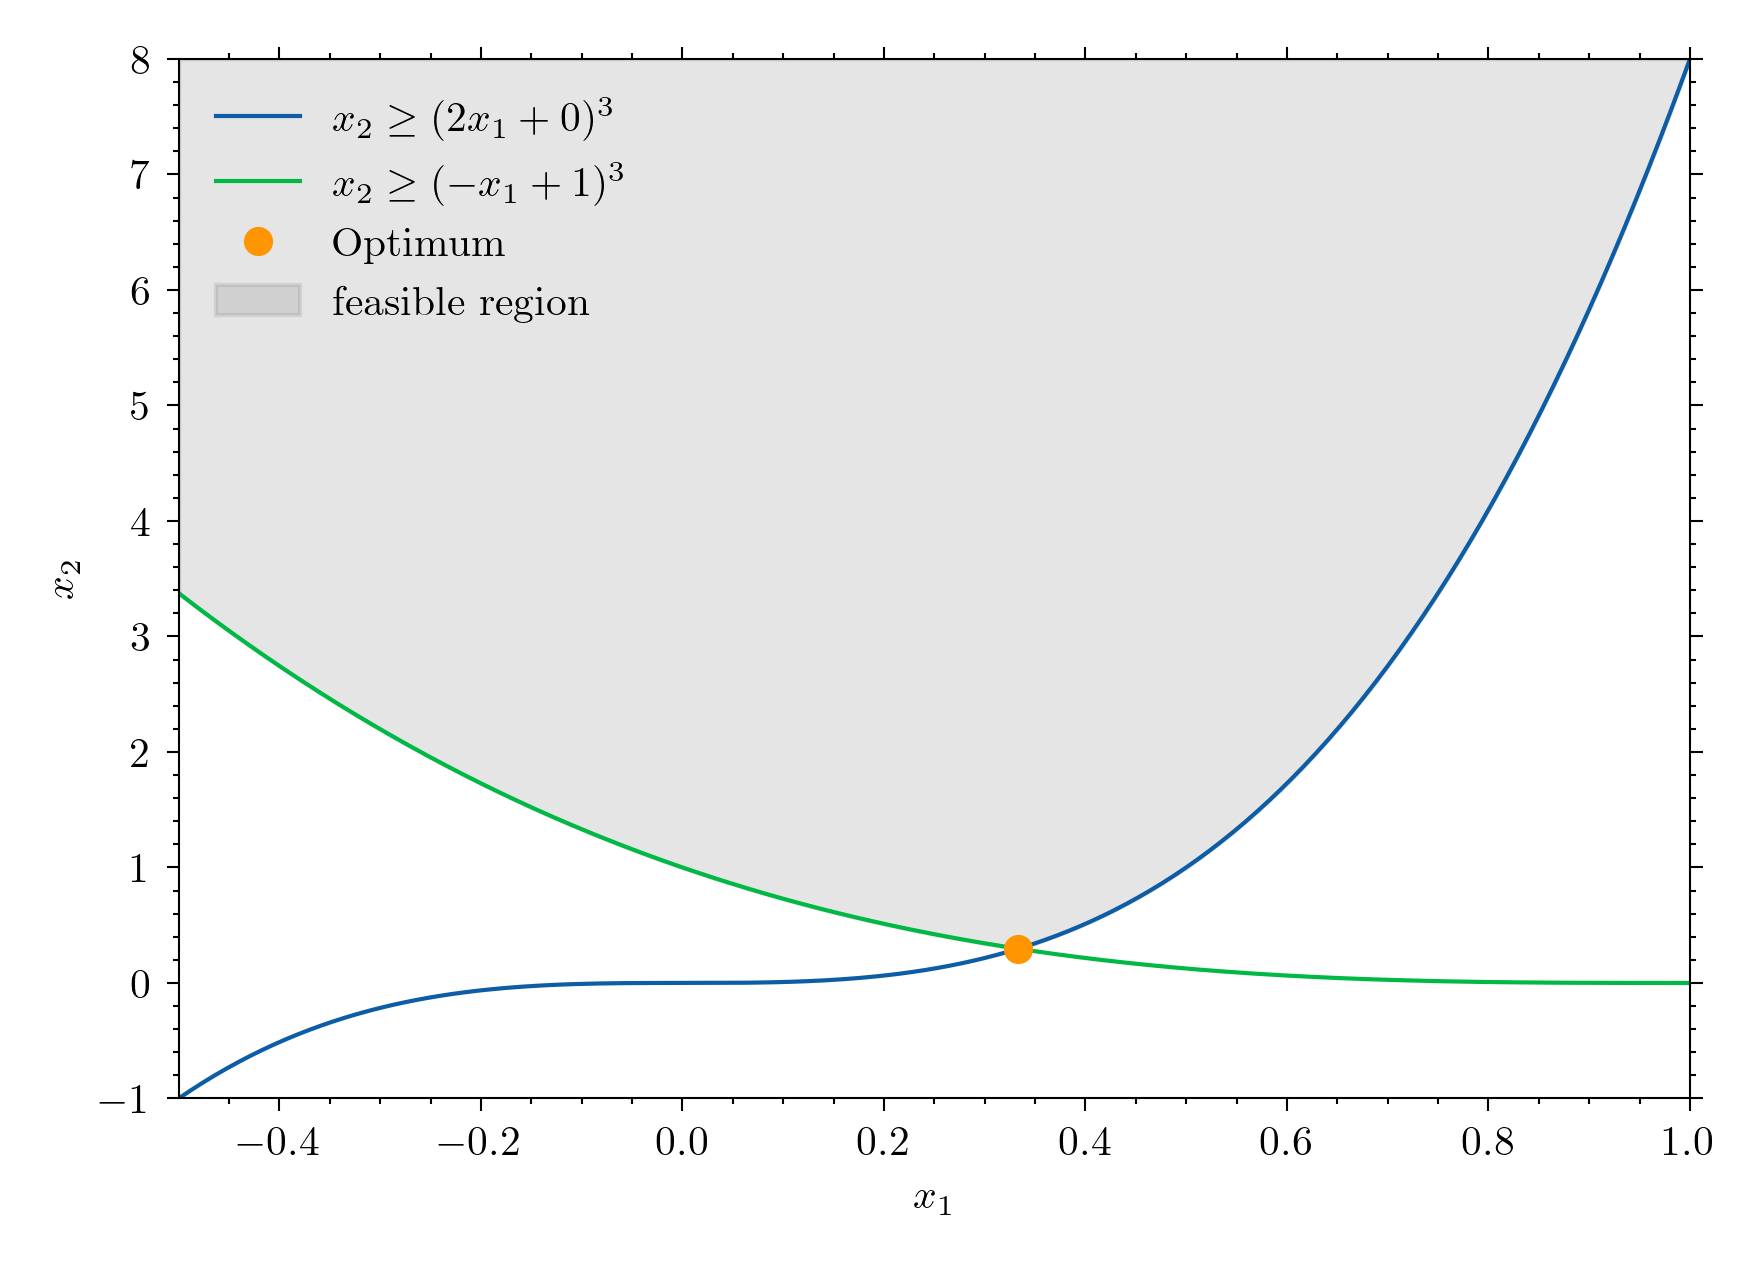 8
7
6
5
4
3
2
1
0
−1
x₂
x₂ ≥ (2x₁ + 0)³
x₂ ≥ (−x₁ + 1)³
Optimum
feasible region
−0.4 −0.2 0.0 0.2 0.4 0.6 0.8 1.0
x₁